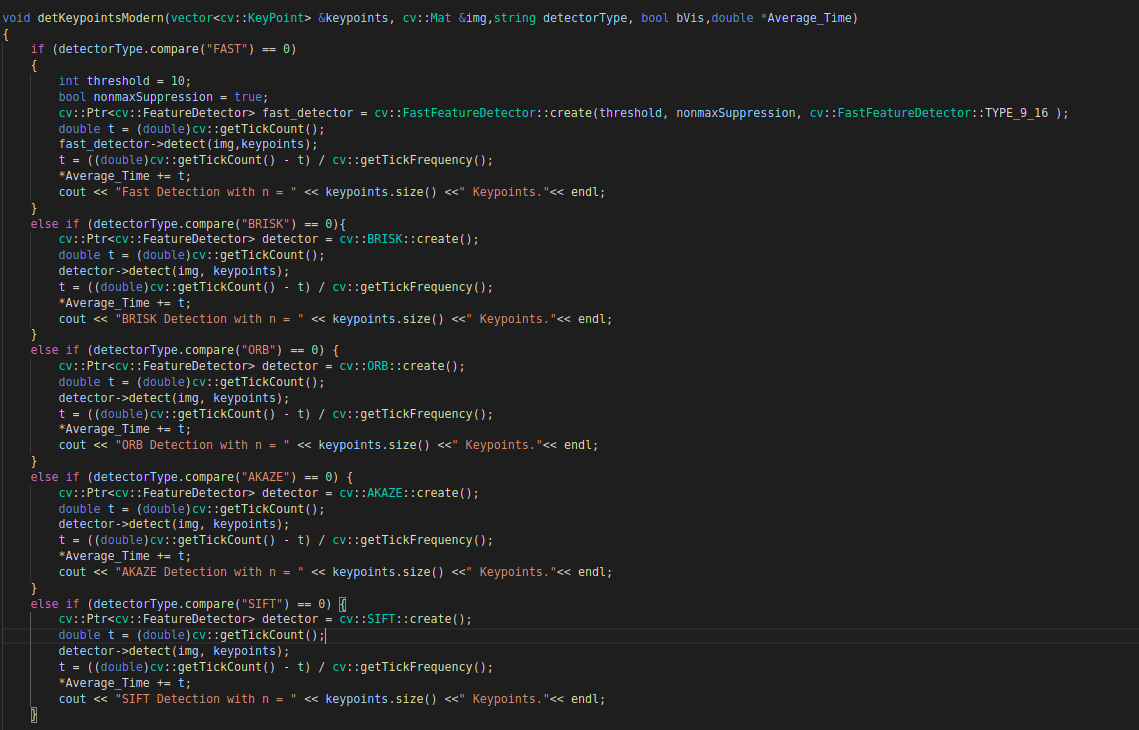 void detKeypointsModern(vector<cv::KeyPoint> &keypoints, cv::Mat &img,string detectorType, bool bVis,double *Average_Time)
{
    if (detectorType.compare("FAST") == 0)
    {
        int threshold = 10;
        bool nonmaxSuppression = true;
        cv::Ptr<cv::FeatureDetector> fast_detector = cv::FastFeatureDetector::create(threshold, nonmaxSuppression, cv::FastFeatureDetector::TYPE_9_16 );
        double t = (double)cv::getTickCount();
        fast_detector->detect(img,keypoints);
        t = ((double)cv::getTickCount() - t) / cv::getTickFrequency();
        *Average_Time += t;
        cout << "Fast Detection with n = " << keypoints.size() <<" Keypoints."<< endl;
    }
    else if (detectorType.compare("BRISK") == 0){
        cv::Ptr<cv::FeatureDetector> detector = cv::BRISK::create();
        double t = (double)cv::getTickCount();
        detector->detect(img, keypoints);
        t = ((double)cv::getTickCount() - t) / cv::getTickFrequency();
        *Average_Time += t;
        cout << "BRISK Detection with n = " << keypoints.size() <<" Keypoints."<< endl;
    }
    else if (detectorType.compare("ORB") == 0) {
        cv::Ptr<cv::FeatureDetector> detector = cv::ORB::create();
        double t = (double)cv::getTickCount();
        detector->detect(img, keypoints);
        t = ((double)cv::getTickCount() - t) / cv::getTickFrequency();
        *Average_Time += t;
        cout << "ORB Detection with n = " << keypoints.size() <<" Keypoints."<< endl;
    }
    else if (detectorType.compare("AKAZE") == 0) {
        cv::Ptr<cv::FeatureDetector> detector = cv::AKAZE::create();
        double t = (double)cv::getTickCount();
        detector->detect(img, keypoints);
        t = ((double)cv::getTickCount() - t) / cv::getTickFrequency();
        *Average_Time += t;
        cout << "AKAZE Detection with n = " << keypoints.size() <<" Keypoints."<< endl;
    }
    else if (detectorType.compare("SIFT") == 0) {
        cv::Ptr<cv::FeatureDetector> detector = cv::SIFT::create();
        double t = (double)cv::getTickCount();
        detector->detect(img, keypoints);
        t = ((double)cv::getTickCount() - t) / cv::getTickFrequency();
        *Average_Time += t;
        cout << "SIFT Detection with n = " << keypoints.size() <<" Keypoints."<< endl;
    }